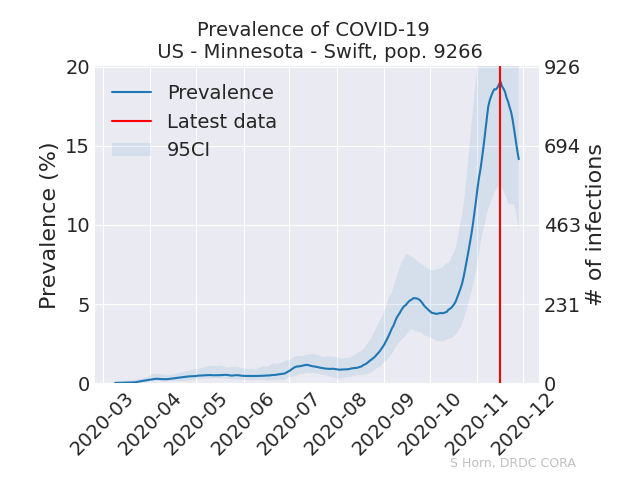 Prevalence of COVID-19
US - Minnesota - Swift, pop. 9266
Prevalence (%)
20
15
10
5
0
Prevalence
Latest data
95CI
926
694
463
231
0
# of infections
2020-03
2020-04
2020-05
2020-06
2020-07
2020-08
2020-09
2020-10
2020-11
2020-12
S Horn, DRDC CORA